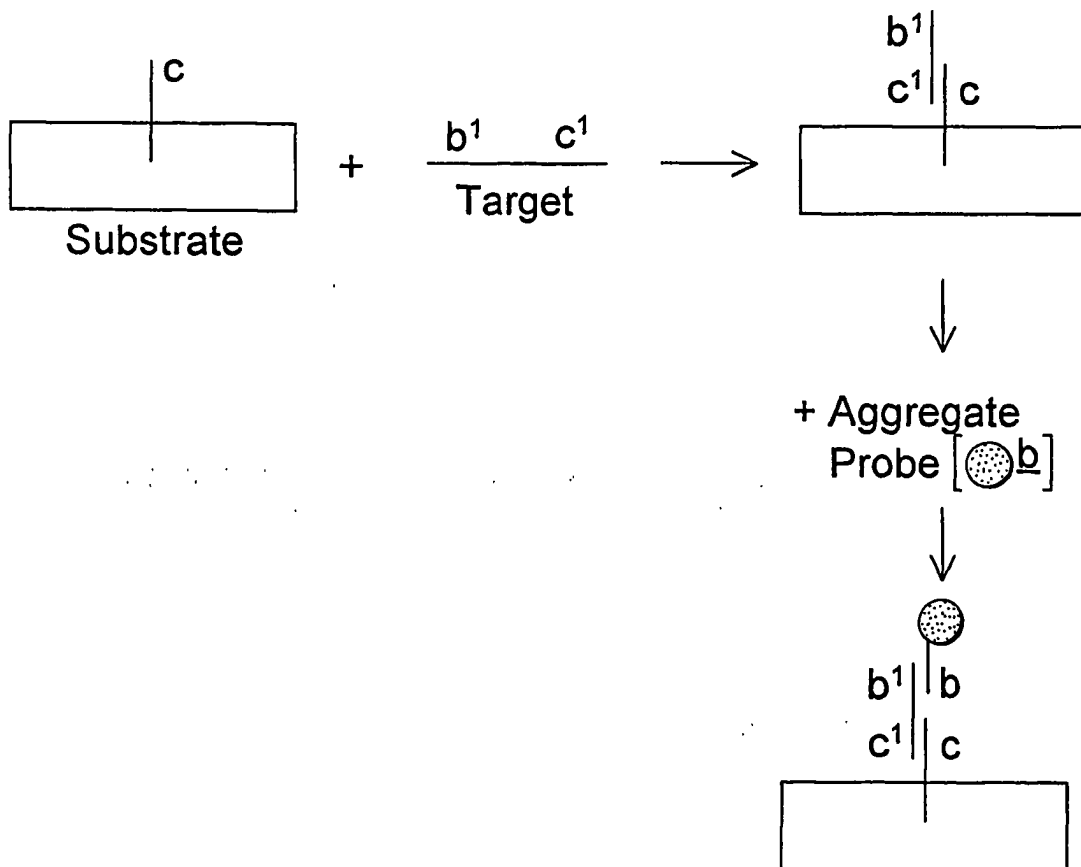 c
Substrate
+
b¹ c¹
Target
b¹
c¹ c
+ Aggregate
Probe [ b ]
b¹ b
c¹ c